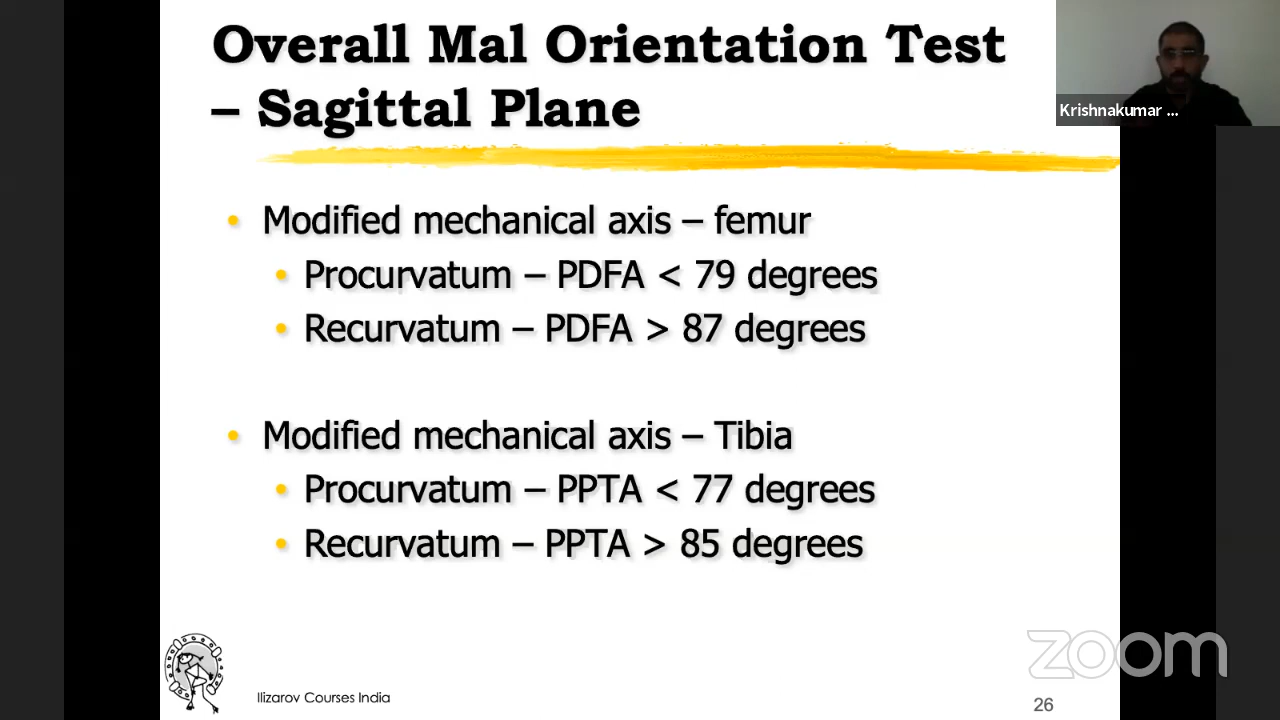 Overall Mal Orientation Test
– Sagittal Plane
Krishnakumar ...
• Modified mechanical axis – femur
• Procurvatum – PDFA < 79 degrees
• Recurvatum – PDFA > 87 degrees
• Modified mechanical axis – Tibia
• Procurvatum – PPTA < 77 degrees
• Recurvatum – PPTA > 85 degrees
zoom
Ilizarov Courses India
26